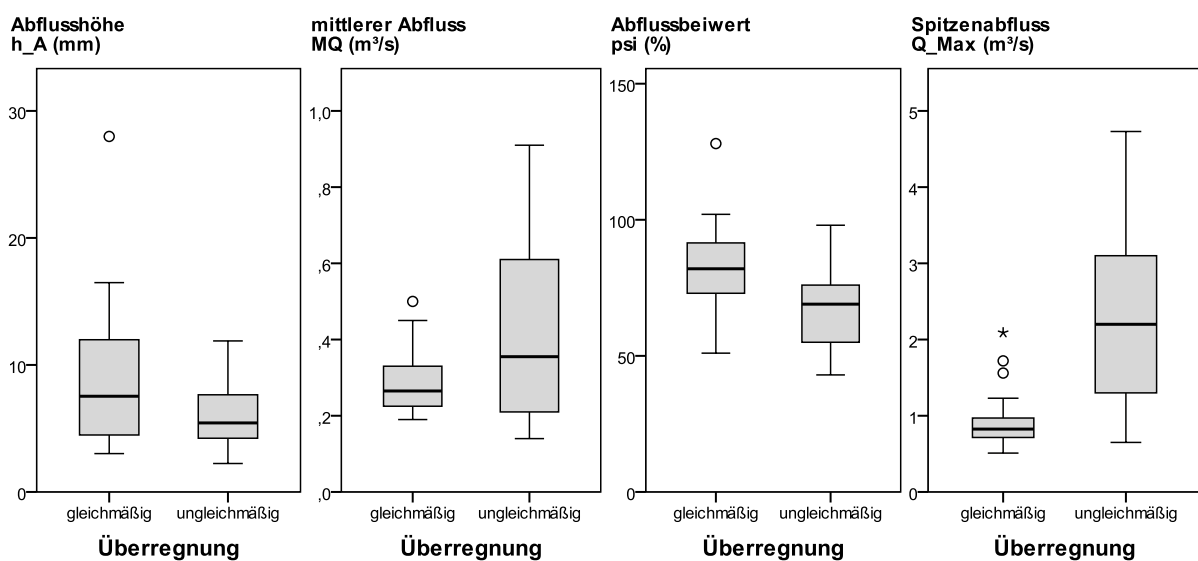 Abflusshöhe
h_A (mm)
30
20
10
0
gleichmäßig ungleichmäßig
Überregnung
mittlerer Abfluss
MQ (m³/s)
1,0
,8
,6
,4
,2
,0
gleichmäßig ungleichmäßig
Überregnung
Abflussbeiwert
psi (%)
150
100
50
0
gleichmäßig ungleichmäßig
Überregnung
Spitzenabfluss
Q_Max (m³/s)
5
4
3
2
1
0
gleichmäßig ungleichmäßig
Überregnung